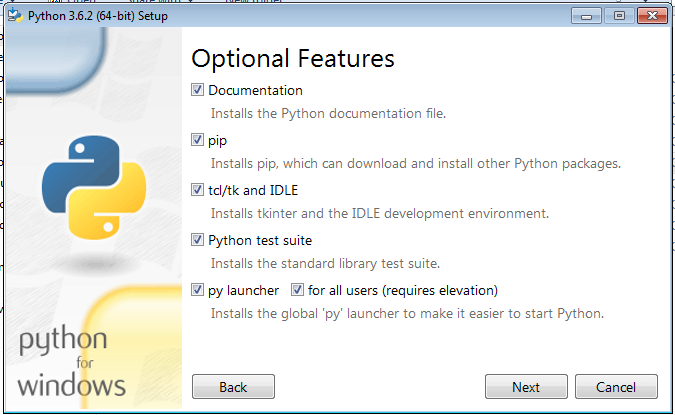 Python 3.6.2 (64-bit) Setup
Optional Features
Documentation
Installs the Python documentation file.
pip
Installs pip, which can download and install other Python packages.
tcl/tk and IDLE
Installs tkinter and the IDLE development environment.
Python test suite
Installs the standard library test suite.
py launcher for all users (requires elevation)
Installs the global 'py' launcher to make it easier to start Python.
python
for
windows
Back Next Cancel